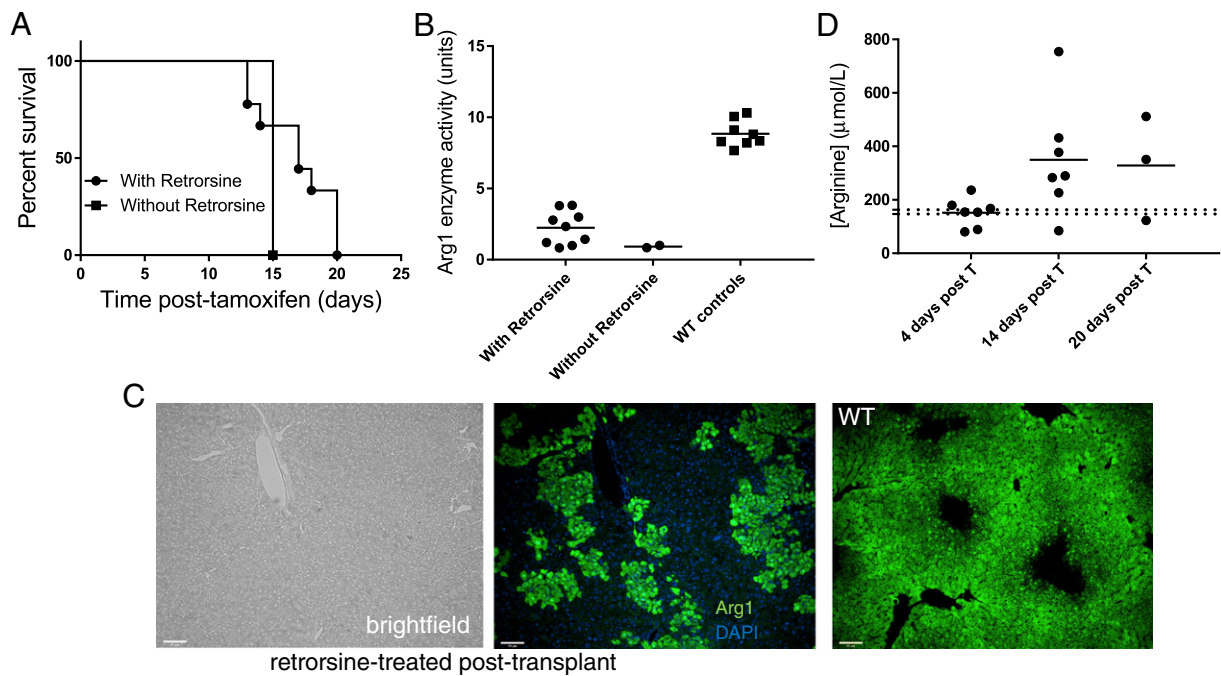 A
Percent survival
100
50
0
With Retrorsine
Without Retrorsine
0 5 10 15 20 25
Time post-tamoxifen (days)
B
Arg1 enzyme activity (units)
15
10
5
0
With Retrorsine
Without Retrorsine
WT controls
D
[Arginine] (μmol/L)
800
600
400
200
0
4 days post T
14 days post T
20 days post T
C
brightfield
Arg1
DAPI
WT
retrorsine-treated post-transplant